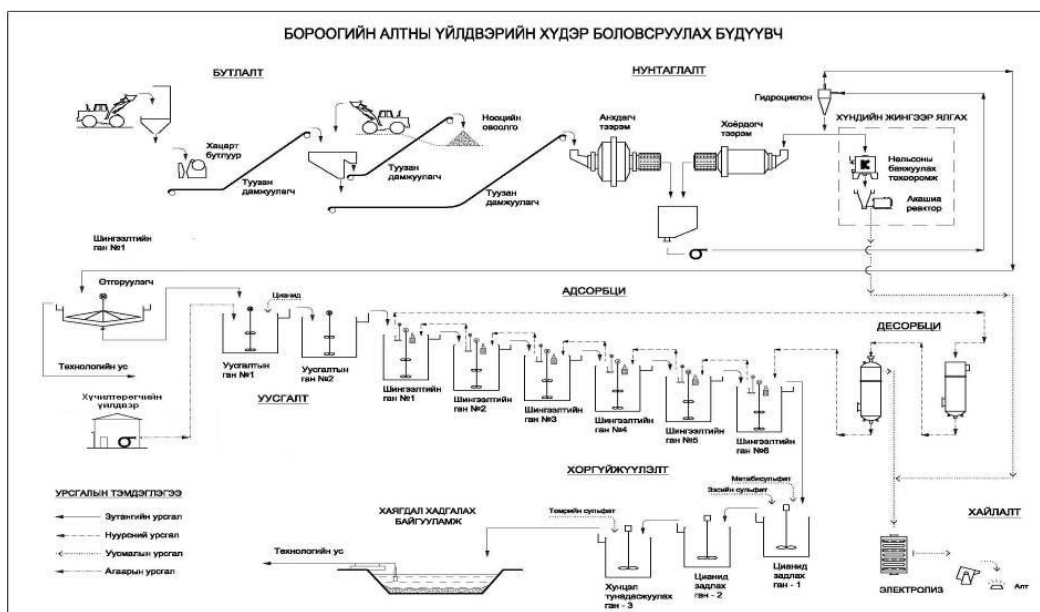 БОРООГИЙН АЛТНЫ ҮЙЛДВЭРИЙН ХҮДЭР БОЛОВСРУУЛАХ БҮДҮҮВЧ
БУТЛАЛТ
НУНТАГЛАЛТ
Гидроциклон
ХҮНДИЙН ЖИНГЭЭР ЯЛГАХ
Нөөцийн
овоолго
Анхдагч
тээрэм
Хоёрдогч
тээрэм
Хацарт
бутлуур
Туузан
дамжуулагч
Туузан
дамжуулагч
Туузан
дамжуулагч
Нельсоны
баяжуулах
төхөөрөмж
Акашиа
реактор
Шингээлтийн
ган №1
Өтгөрүүлэгч
Цианид
АДСОРБЦИ
ДЕСОРБЦИ
Технологийн ус
Уусгалтын
ган №1
Уусгалтын
ган №2
УУСГАЛТ
Шингээлтийн
ган №1
Шингээлтийн
ган №2
Шингээлтийн
ган №3
Шингээлтийн
ган №4
Шингээлтийн
ган №5
Шингээлтийн
ган №6
Хүчилтөрөгчийн
үйлдвэр
ХОРГҮЙЖҮҮЛЭЛТ
Метабисульфит
Зэсийн сульфат
Төмрийн сульфат
УРСГАЛЫН ТЭМДЭГЛЭГЭЭ
Зутангийн урсгал
Нүүрсний урсгал
Уусмалын урсгал
Агаарын урсгал
ХАЯГДАЛ ХАДГАЛАХ
БАЙГУУЛАМЖ
Технологийн ус
Хүнцэл
тунадасжуулах
ган - 3
Цианид
задлах
ган - 2
Цианид
задлах
ган - 1
ЭЛЕКТРОЛИЗ
ХАЙЛАЛТ
Алт